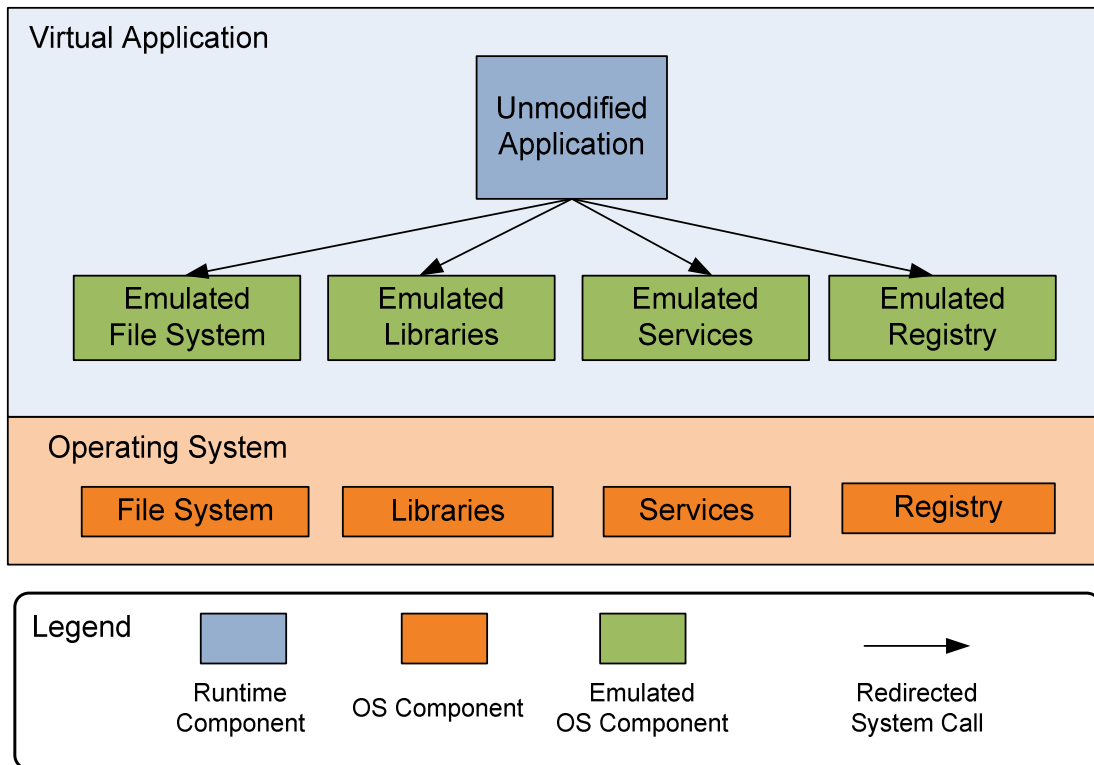 Virtual Application
Unmodified
Application
Emulated
File System
Emulated
Libraries
Emulated
Services
Emulated
Registry
Operating System
File System
Libraries
Services
Registry
Legend
Runtime
Component
OS Component
Emulated
OS Component
Redirected
System Call